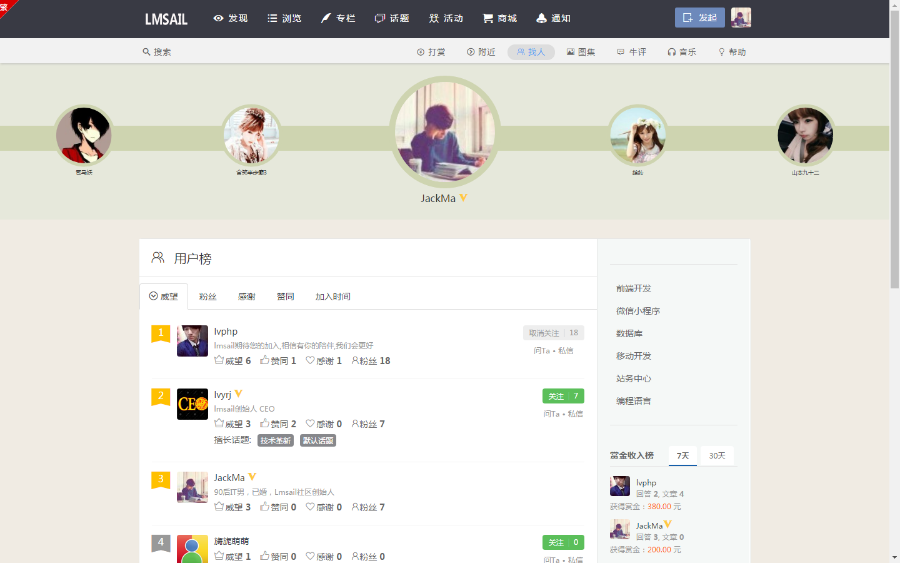 LMSAIL 发现 浏览 专栏 话题 活动 商城 通知 发起
搜索 打赏 附近 找人 图集 牛评 音乐 帮助
山本九十二
JackMa
用户榜
威望 粉丝 感谢 赞同 加入时间
1 lvphp 取消关注 18
lmsail期待您的加入,相信有你的陪伴,我们会更好 问Ta • 私信
威望 6 赞同 1 感谢 1 粉丝 18
2 lvyrj 关注 7
lmsail创始人 CEO 问Ta • 私信
威望 3 赞同 2 感谢 0 粉丝 7
擅长话题: 技术革新 默认话题
3 JackMa
90后IT男，已婚，Lmsail社区创始人
威望 3 赞同 0 感谢 0 粉丝 7
4 萌萌 关注 0
威望 1 赞同 0 感谢 0 粉丝 0 问Ta • 私信
前端开发
微信小程序
数据库
移动开发
站务中心
编程语言
赏金收入榜 7天 30天
lvphp
回答 2, 文章 4
获得赏金：380.00 元
JackMa
回答 3, 文章 0
获得赏金：200.00 元